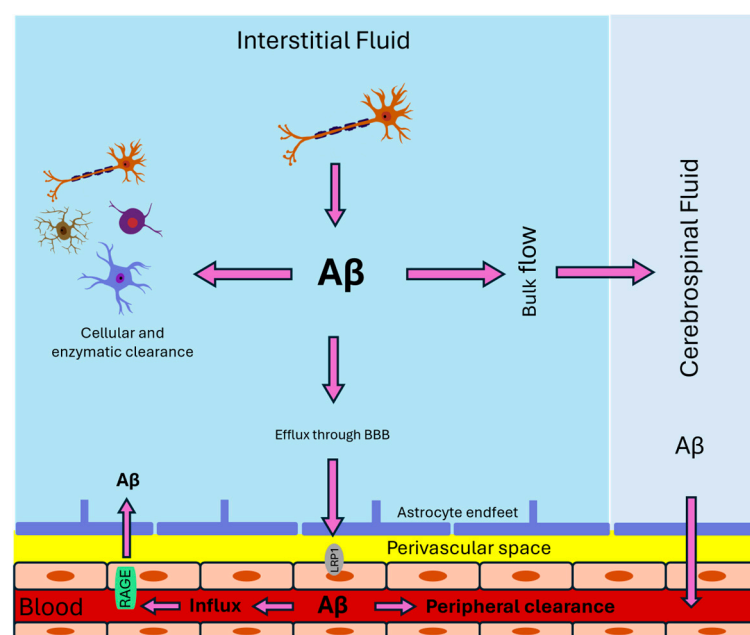 Interstitial Fluid
Aβ
Bulk flow
Cerebrospinal Fluid
Cellular and
enzymatic clearance
Efflux through BBB
Aβ
Aβ
Astrocyte endfeet
Perivascular space
LRP1
RAGE
Blood
Influx
Aβ
Peripheral clearance